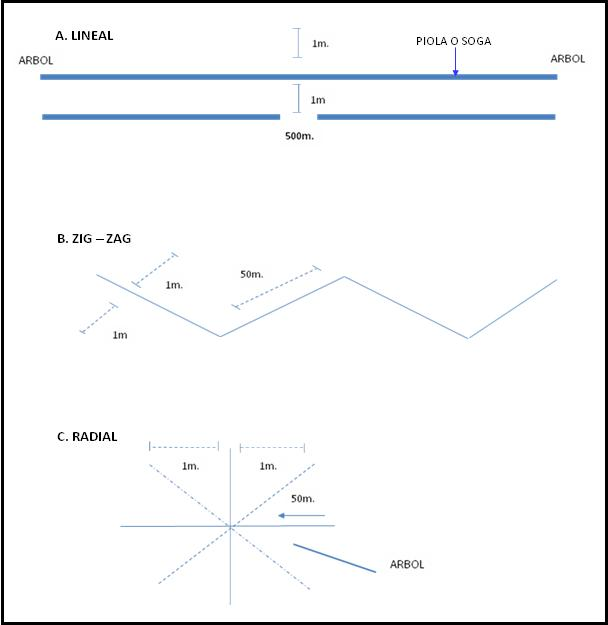 A. LINEAL
1m.
PIOLA O SOGA
ARBOL
ARBOL
1m
500m.
B. ZIG – ZAG
50m.
1m.
1m
C. RADIAL
1m.
1m.
50m.
ARBOL